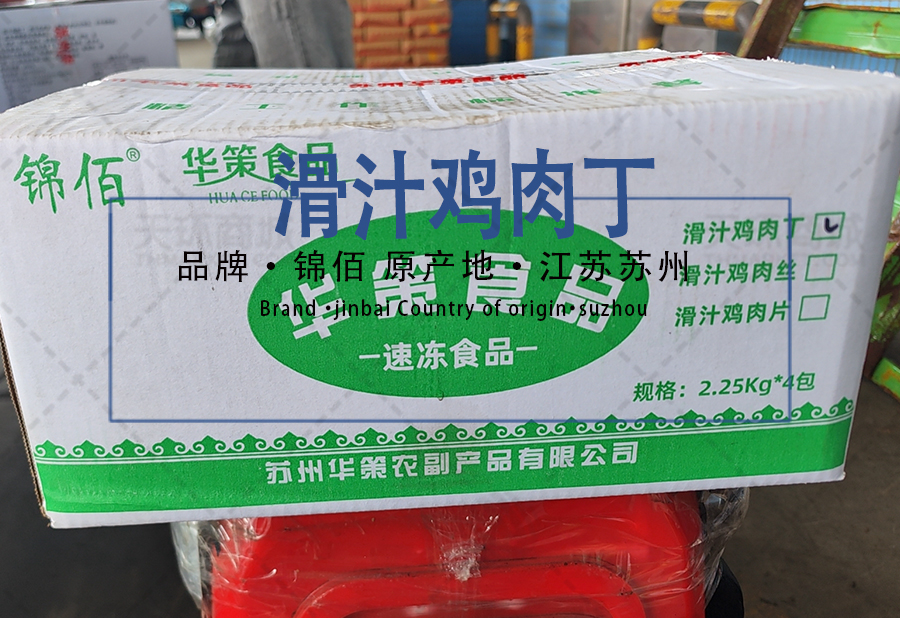 锦佰®
华策食品
HUA CE FOOD
滑汁鸡肉丁
滑汁鸡肉丁
品牌·锦佰 原产地·江苏苏州
滑汁鸡肉丝
Brand ·jinbai Country of origin·suzhou
华策食品
滑汁鸡肉片
速冻食品
规格：2.25Kg*4包
苏州华策农副产品有限公司